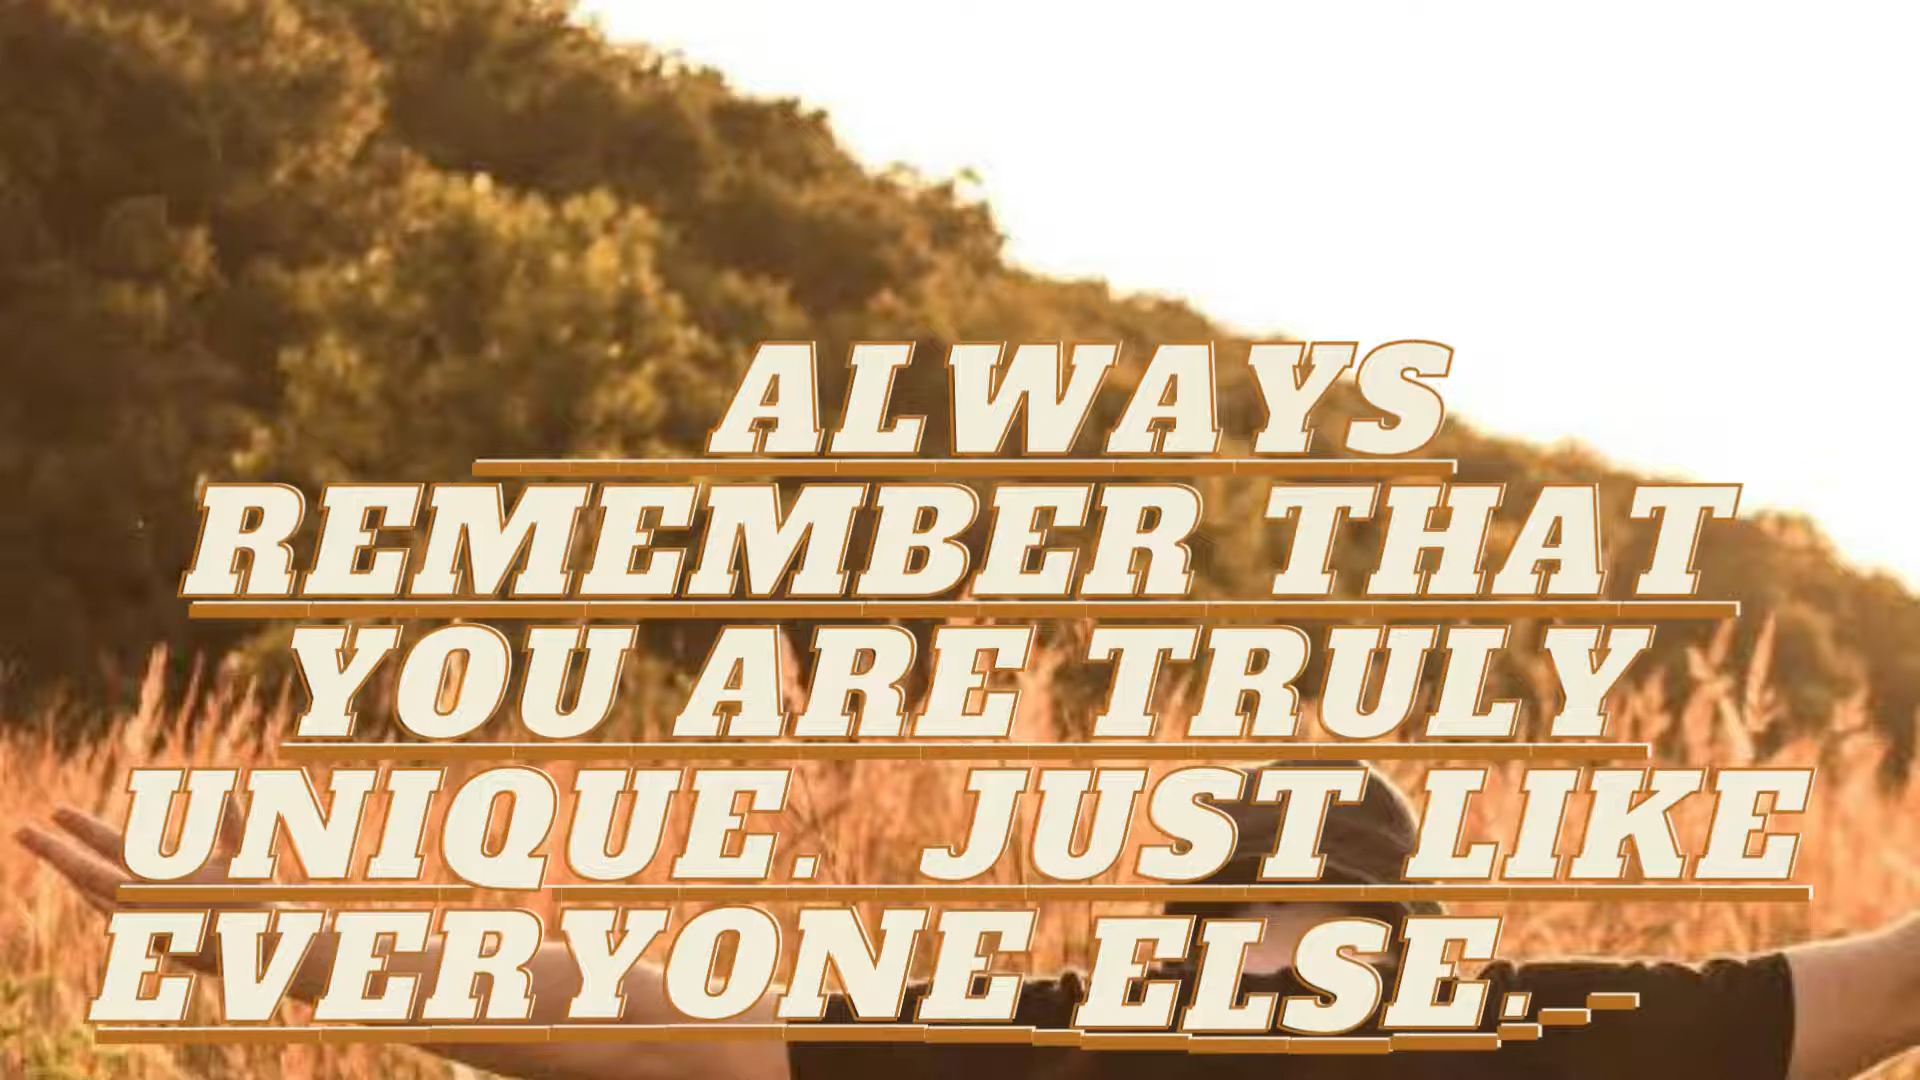 ALWAYS
REMEMBER THAT
YOU ARE TRULY
UNIQUE. JUST LIKE
EVERYONE ELSE.